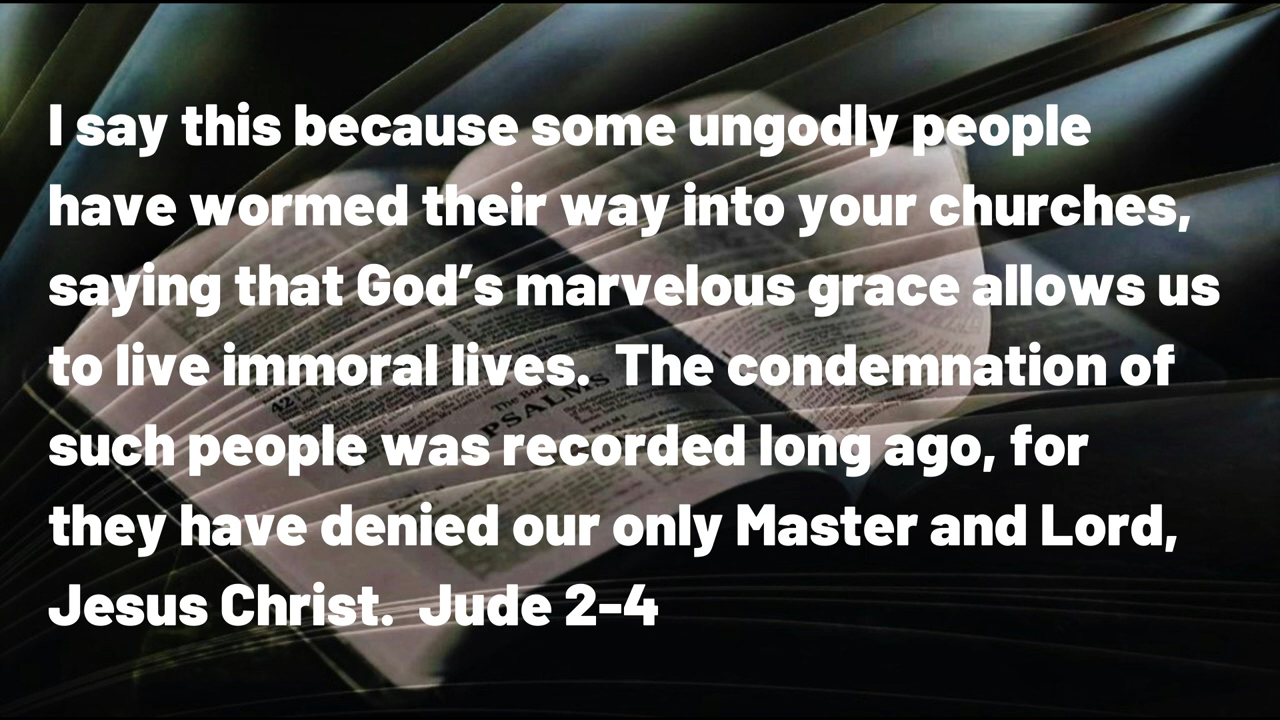 I say this because some ungodly people
have wormed their way into your churches,
saying that God’s marvelous grace allows us
to live immoral lives.  The condemnation of
such people was recorded long ago, for
they have denied our only Master and Lord,
Jesus Christ.  Jude 2-4
42
PSALMS